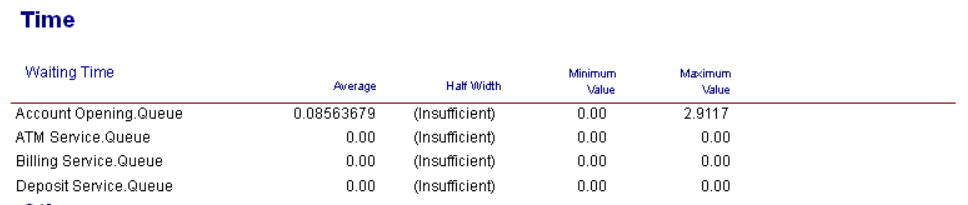 Time
Waiting Time Average Half Width Minimum Value Maximum Value
Account Opening.Queue 0.08563679 (Insufficient) 0.00 2.9117
ATM Service.Queue 0.00 (Insufficient) 0.00 0.00
Billing Service.Queue 0.00 (Insufficient) 0.00 0.00
Deposit Service.Queue 0.00 (Insufficient) 0.00 0.00